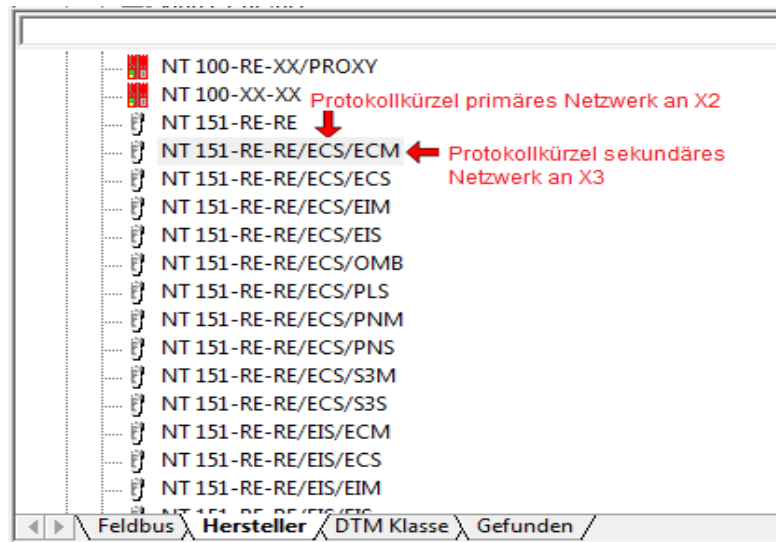 NT 100-RE-XX/PROXY
NT 100-XX-XX
Protokollkürzel primäres Netzwerk an X2
NT 151-RE-RE
NT 151-RE-RE/ECS/ECM
Protokollkürzel sekundäres
Netzwerk an X3
NT 151-RE-RE/ECS/ECS
NT 151-RE-RE/ECS/EIM
NT 151-RE-RE/ECS/EIS
NT 151-RE-RE/ECS/OMB
NT 151-RE-RE/ECS/PLS
NT 151-RE-RE/ECS/PNM
NT 151-RE-RE/ECS/PNS
NT 151-RE-RE/ECS/S3M
NT 151-RE-RE/ECS/S3S
NT 151-RE-RE/EIS/ECM
NT 151-RE-RE/EIS/ECS
NT 151-RE-RE/EIS/EIM
Feldbus Hersteller DTM Klasse Gefunden